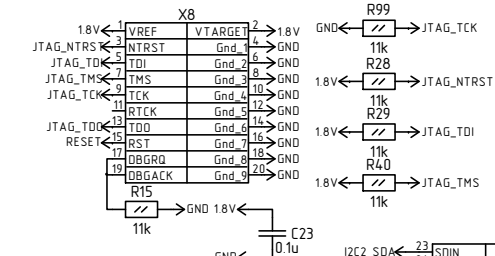 X8
1.8V 1 VREF VTARGET 2 1.8V
JTAG_NTRST 3 NTRST Gnd_1 4 GND
JTAG_TDI 5 TDI Gnd_2 6 GND
JTAG_TMS 7 TMS Gnd_3 8 GND
JTAG_TCK 9 TCK Gnd_4 10 GND
11 RTCK Gnd_5 12 GND
JTAG_TDO 13 TDO Gnd_6 14 GND
RESET 15 RST Gnd_7 16 GND
17 DBGRQ Gnd_8 18 GND
19 DBGACK Gnd_9 20 GND
R15
GND 1.8V
11k
C23
0.1u
GND
R99
GND JTAG_TCK
11k
R28
1.8V JTAG_NTRST
11k
R29
1.8V JTAG_TDI
11k
R40
1.8V JTAG_TMS
11k
I2C2_SDA 23 SDIN